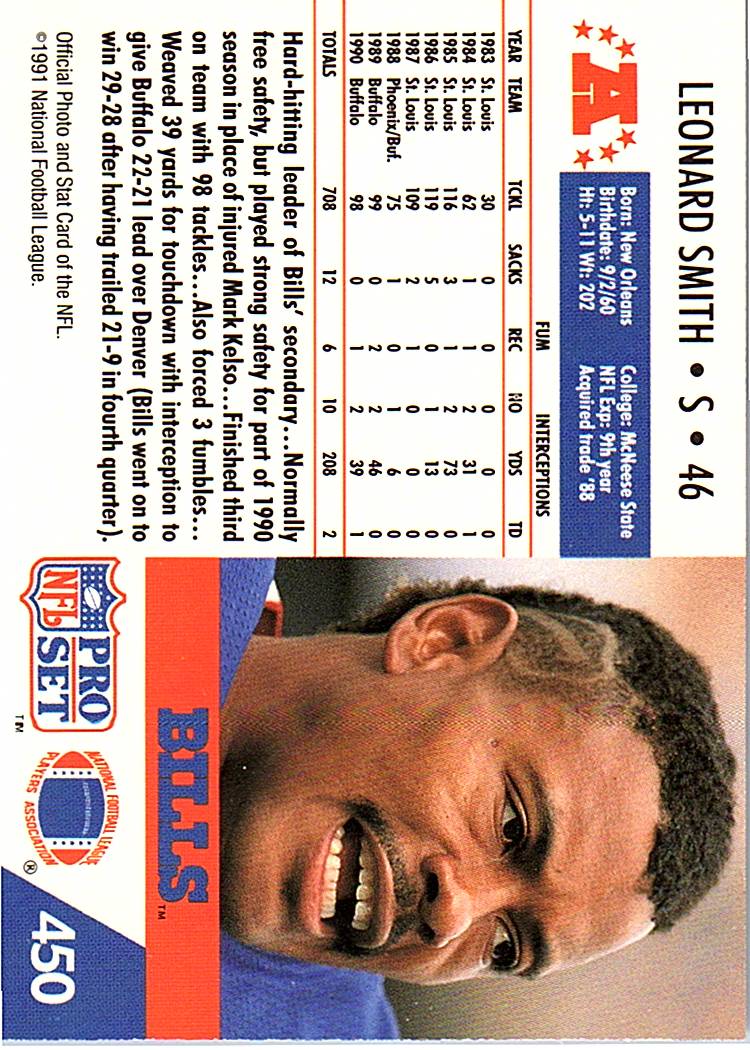 LEONARD SMITH • S • 46
Born: New Orleans College: McNeese State
Birthdate: 9/2/60 NFL Exp: 9th year
Ht: 5-11 Wt: 202 Acquired trade '88
A
FUM INTERCEPTIONS
YEAR TEAM TCKL SACKS REC NO YDS TD
1983 St. Louis 30 0 0 0 0 0
1984 St. Louis 62 1 1 2 31 1
1985 St. Louis 116 3 1 2 73 0
1986 St. Louis 119 5 0 1 13 0
1987 St. Louis 109 2 1 0 0 0
1988 Phoenix/Buf. 75 1 0 1 6 0
1989 Buffalo 99 0 2 2 46 0
1990 Buffalo 98 0 1 2 39 1
TOTALS 708 12 6 10 208 2
Hard-hitting leader of Bills' secondary...Normally
free safety, but played strong safety for part of 1990
season in place of injured Mark Kelso...Finished third
on team with 98 tackles...Also forced 3 fumbles...
Weaved 39 yards for touchdown with interception to
give Buffalo 22-21 lead over Denver (Bills went on to
win 29-28 after having trailed 21-9 in fourth quarter).
Official Photo and Stat Card of the NFL.
©1991 National Football League.
BILLS™
PRO
NFL SET™
NATIONAL FOOTBALL LEAGUE
PLAYERS ASSOCIATION®
450